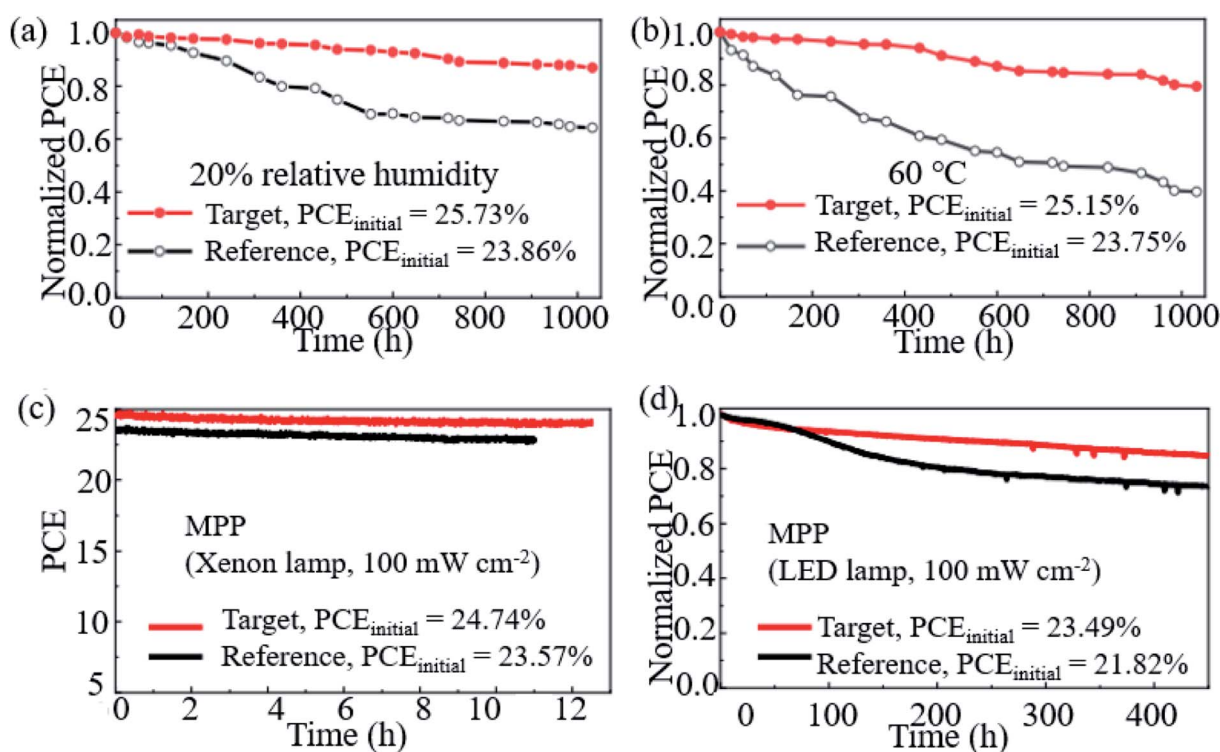 (a)
1.0
0.8
0.6
0.4
0.2
0.0
Normalized PCE
20% relative humidity
Target, PCEinitial = 25.73%
Reference, PCEinitial = 23.86%
0 200 400 600 800 1000
Time (h)
(b)
1.0
0.8
0.6
0.4
0.2
0.0
Normalized PCE
60 °C
Target, PCEinitial = 25.15%
Reference, PCEinitial = 23.75%
0 200 400 600 800 1000
Time (h)
(c)
25
20
15
10
5
PCE
MPP
(Xenon lamp, 100 mW cm-2)
Target, PCEinitial = 24.74%
Reference, PCEinitial = 23.57%
0 2 4 6 8 10 12
Time (h)
(d)
1.0
0.8
0.6
0.4
0.2
0.0
Normalized PCE
MPP
(LED lamp, 100 mW cm-2)
Target, PCEinitial = 23.49%
Reference, PCEinitial = 21.82%
0 100 200 300 400
Time (h)